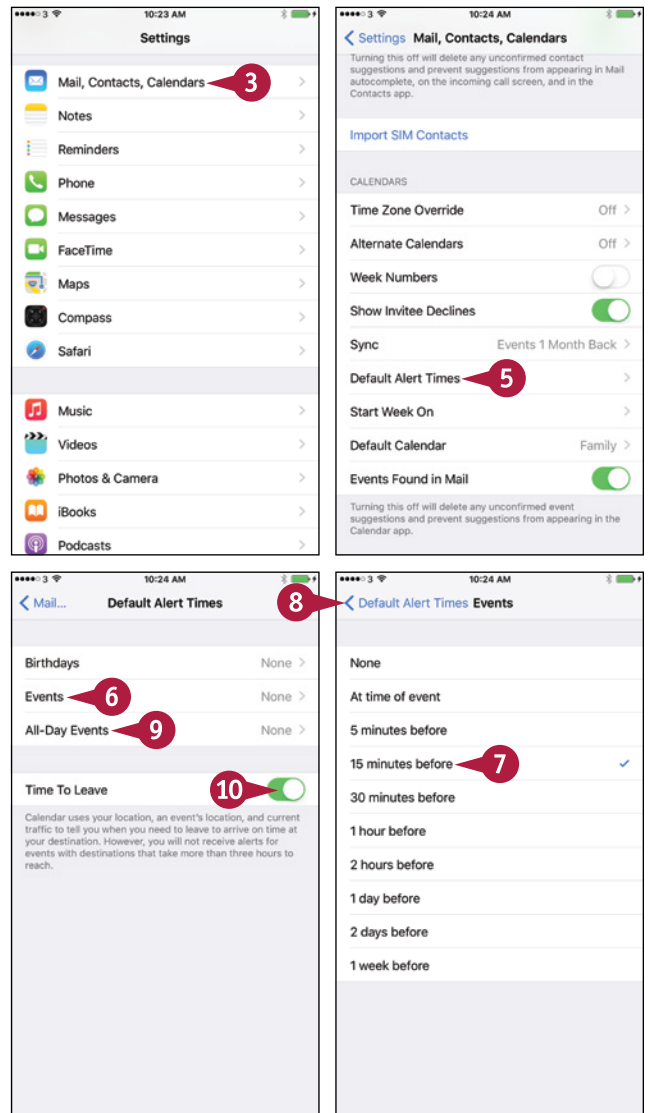 3 10:23 AM
Settings
Mail, Contacts, Calendars 3
Notes
Reminders
Phone
Messages
FaceTime
Maps
Compass
Safari
Music
Videos
Photos & Camera
iBooks
Podcasts
3 10:24 AM
Settings Mail, Contacts, Calendars
Turning this off will delete any unconfirmed contact
suggestions and prevent suggestions from appearing in Mail
autocomplete, on the incoming call screen, and in the
Contacts app.
Import SIM Contacts
CALENDARS
Time Zone Override Off
Alternate Calendars Off
Week Numbers
Show Invitee Declines
Sync Events 1 Month Back
Default Alert Times 5
Start Week On
Default Calendar Family
Events Found in Mail
Turning this off will delete any unconfirmed event
suggestions and prevent suggestions from appearing in the
Calendar app.
3 10:24 AM
Mail... Default Alert Times
Birthdays None
Events 6 None
All-Day Events 9 None
Time To Leave 10
Calendar uses your location, an event's location, and current
traffic to tell you when you need to leave to arrive on time at
your destination. However, you will not receive alerts for
events with destinations that take more than three hours to
reach.
3 10:24 AM
8 Default Alert Times Events
None
At time of event
5 minutes before
15 minutes before 7
30 minutes before
1 hour before
2 hours before
1 day before
2 days before
1 week before